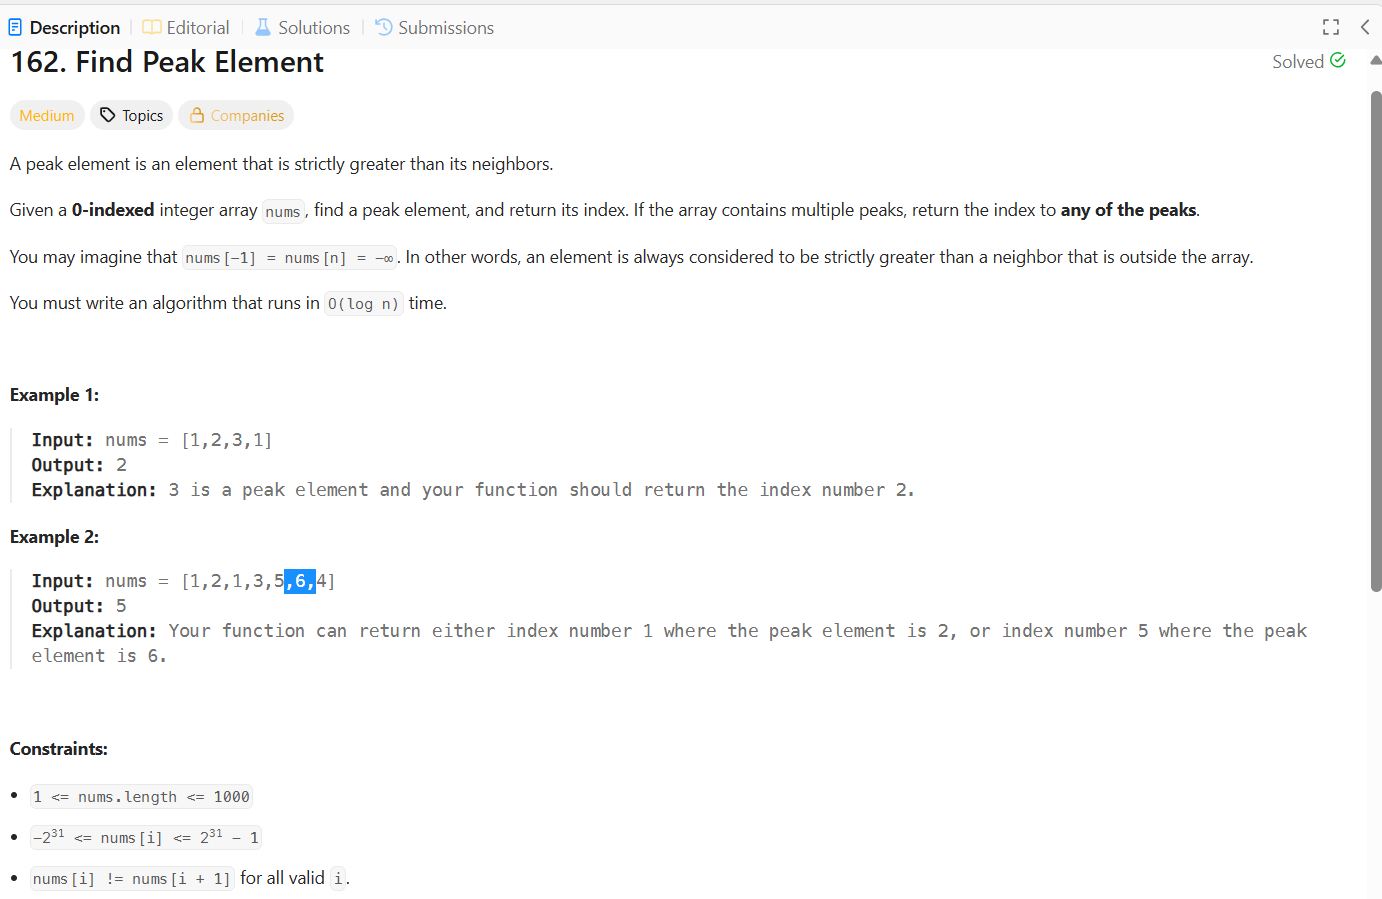 Description Editorial Solutions Submissions
162. Find Peak Element Solved
Medium Topics Companies
A peak element is an element that is strictly greater than its neighbors.
Given a 0-indexed integer array nums, find a peak element, and return its index. If the array contains multiple peaks, return the index to any of the peaks.
You may imagine that nums[-1] = nums[n] = -∞. In other words, an element is always considered to be strictly greater than a neighbor that is outside the array.
You must write an algorithm that runs in O(log n) time.
Example 1:
Input: nums = [1,2,3,1]
Output: 2
Explanation: 3 is a peak element and your function should return the index number 2.
Example 2:
Input: nums = [1,2,1,3,5,6,4]
Output: 5
Explanation: Your function can return either index number 1 where the peak element is 2, or index number 5 where the peak
element is 6.
Constraints:
• 1 <= nums.length <= 1000
• -2³¹ <= nums[i] <= 2³¹ - 1
• nums[i] != nums[i + 1] for all valid i.